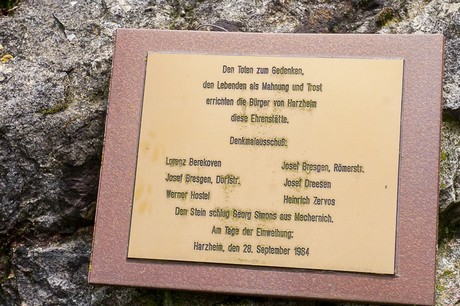 Den Toten zum Gedenken,
den Lebenden als Mahnung und Trost
errichten die Bürger von Harzheim
diese Ehrenstätte.
Denkmalausschuß:
Lorenz Berekoven Josef Bresgen, Römerstr.
Josef Bresgen, Dorfstr. Josef Dreesen
Werner Hostel Heinrich Zervos
Den Stein schlug Georg Simons aus Mechernich.
Am Tage der Einweihung:
Harzheim, den 28. September 1984